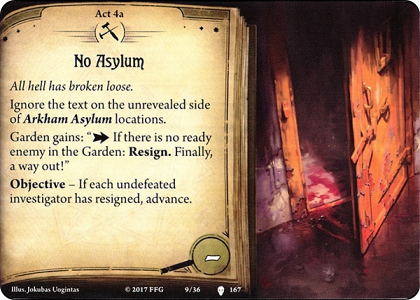 Act 4a
No Asylum
All hell has broken loose.
Ignore the text on the unrevealed side
of Arkham Asylum locations.
Garden gains: “ If there is no ready
enemy in the Garden: Resign. Finally,
a way out!”
Objective – If each undefeated
investigator has resigned, advance.
–
Illus. Jokubas Uogintas
© 2017 FFG
9/36
167